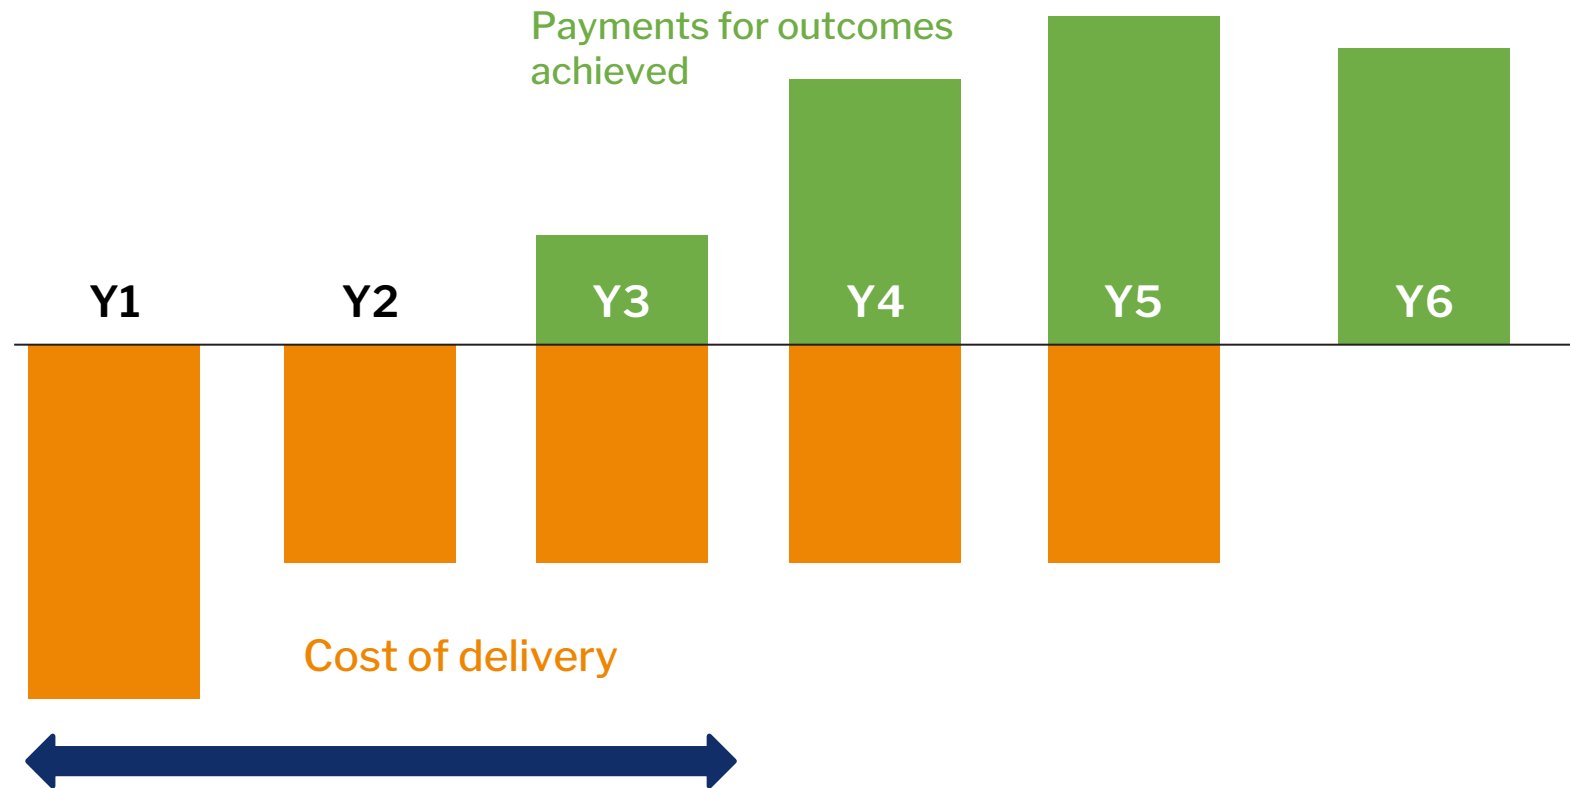 Payments for outcomes
achieved
Y1 Y2 Y3 Y4 Y5 Y6
Cost of delivery